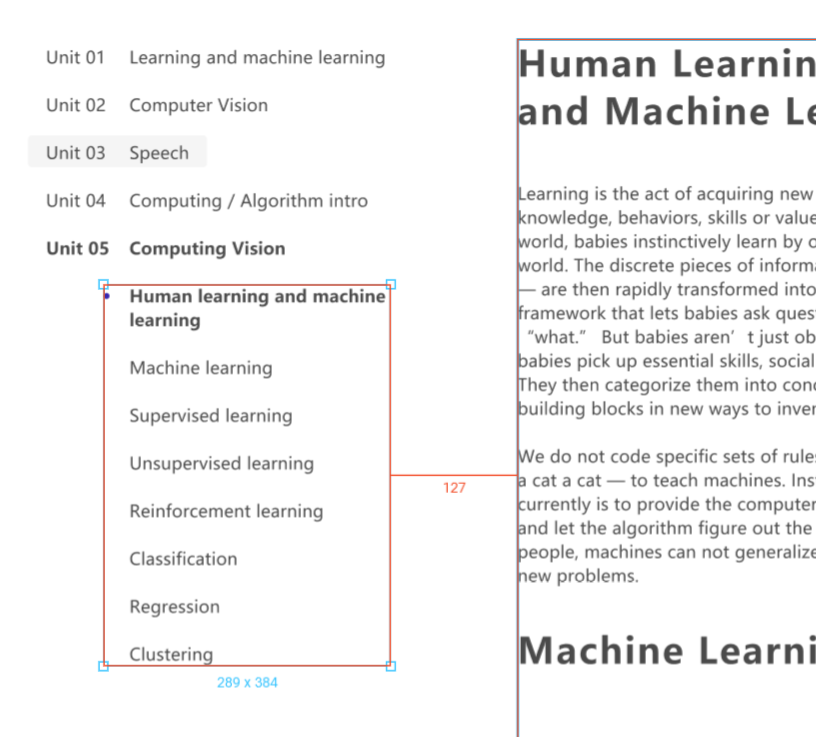 Unit 01 Learning and machine learning
Unit 02 Computer Vision
Unit 03 Speech
Unit 04 Computing / Algorithm intro
Unit 05 Computing Vision
Human learning and machine
learning
Machine learning
Supervised learning
Unsupervised learning
Reinforcement learning
Classification
Regression
Clustering
289 x 384
127
Human Learnin
and Machine Le
Learning is the act of acquiring new
knowledge, behaviors, skills or value
world, babies instinctively learn by o
world. The discrete pieces of informa
— are then rapidly transformed into
framework that lets babies ask ques
“what.” But babies aren’t just ob
babies pick up essential skills, social
They then categorize them into conc
building blocks in new ways to inver
We do not code specific sets of rules
a cat a cat — to teach machines. Ins
currently is to provide the computer
and let the algorithm figure out the
people, machines can not generalize
new problems.
Machine Learni